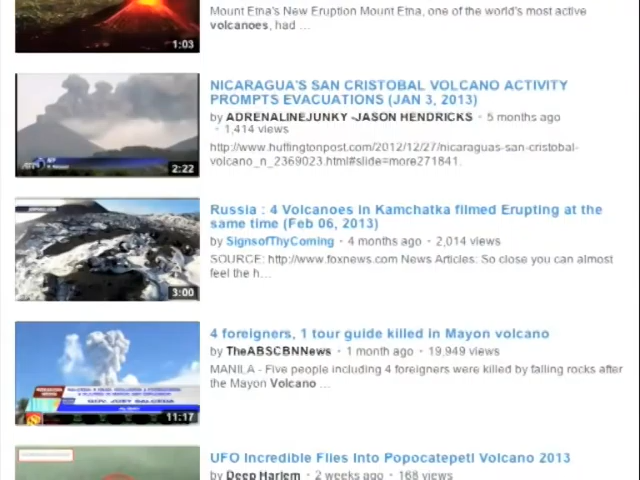 Mount Etna's New Eruption Mount Etna, one of the world's most active
volcanoes, had ...
1:03
NICARAGUA'S SAN CRISTOBAL VOLCANO ACTIVITY
PROMPTS EVACUATIONS (JAN 3, 2013)
by ADRENALINEJUNKY -JASON HENDRICKS · 5 months ago
· 1,414 views
http://www.huffingtonpost.com/2012/12/27/nicaraguas-san-cristobal-
volcano_n_2369023.html#slide=more271841.
2:22
Russia : 4 Volcanoes in Kamchatka filmed Erupting at the
same time (Feb 06, 2013)
by SignsofThyComing · 4 months ago · 2,014 views
SOURCE: http://www.foxnews.com News Articles: So close you can almost
feel the h...
3:00
4 foreigners, 1 tour guide killed in Mayon volcano
by TheABSCBNNews · 1 month ago · 19,949 views
MANILA - Five people including 4 foreigners were killed by falling rocks after
the Mayon Volcano ...
GOV. JOEY SALCEDA
11:17
UFO Incredible Flies Into Popocatepetl Volcano 2013
by Deep Harlem · 2 weeks ago · 168 views